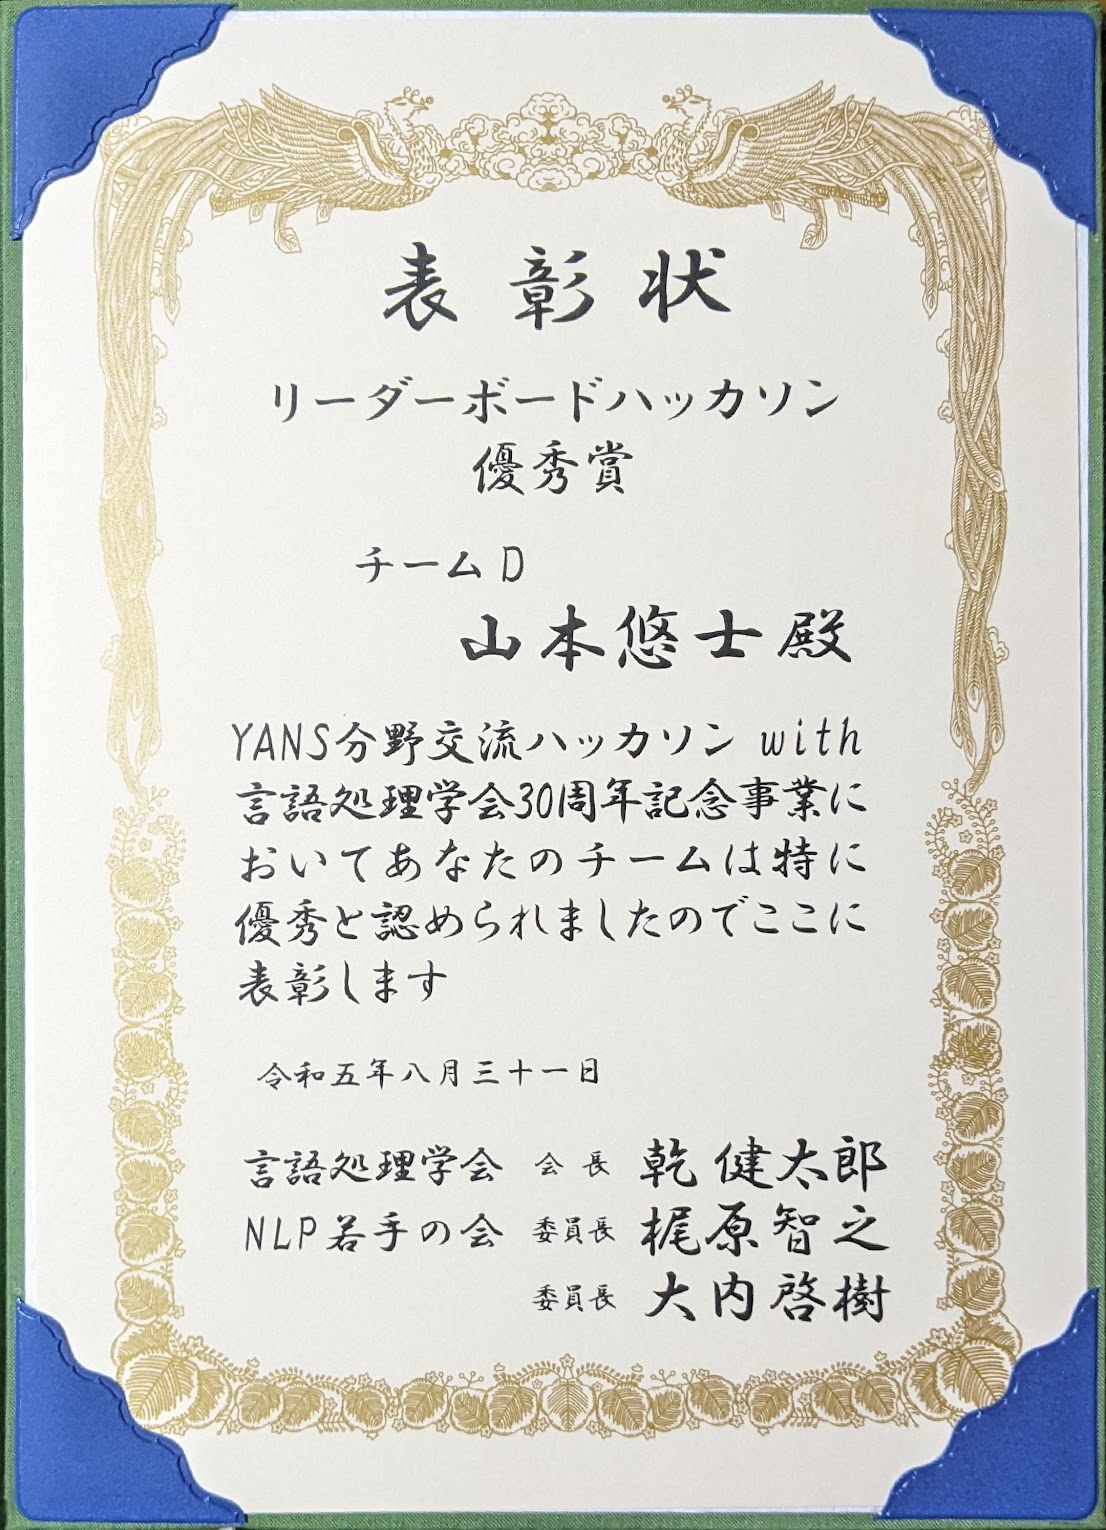 表彰状
リーダーボードハッカソン
優秀賞
チームD
山本悠士殿
YANS分野交流ハッカソン with
言語処理学会30周年記念事業に
おいてあなたのチームは特に
優秀と認められましたのでここに
表彰します
令和五年八月三十一日
言語処理学会 会長 乾健太郎
NLP若手の会 委員長 梶原智之
委員長 大内啓樹